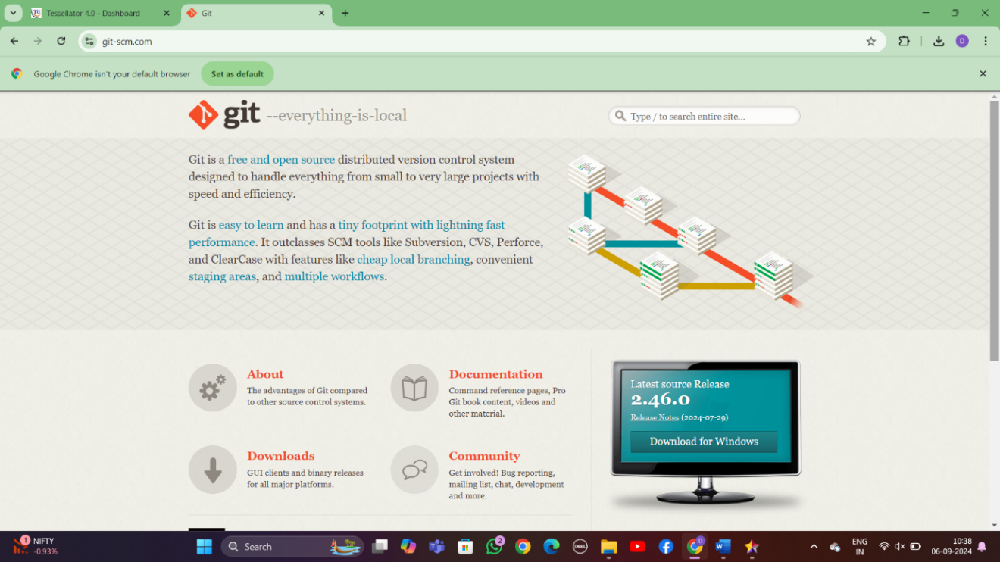 Tessellator 4.0 - Dashboard
Git
git-scm.com
D
Google Chrome isn't your default browser
Set as default
git --everything-is-local
Type / to search entire site...
Git is a free and open source distributed version control system
designed to handle everything from small to very large projects with
speed and efficiency.
Git is easy to learn and has a tiny footprint with lightning fast
performance. It outclasses SCM tools like Subversion, CVS, Perforce,
and ClearCase with features like cheap local branching, convenient
staging areas, and multiple workflows.
About
The advantages of Git compared
to other source control systems.
Documentation
Command reference pages, Pro
Git book content, videos and
other material.
Downloads
GUI clients and binary releases
for all major platforms.
Community
Get involved! Bug reporting,
mailing list, chat, development
and more.
Latest source Release
2.46.0
Release Notes (2024-07-29)
Download for Windows
1
NIFTY
-0.93%
Search
2
DELL
D
ENG
IN
10:38
06-09-2024